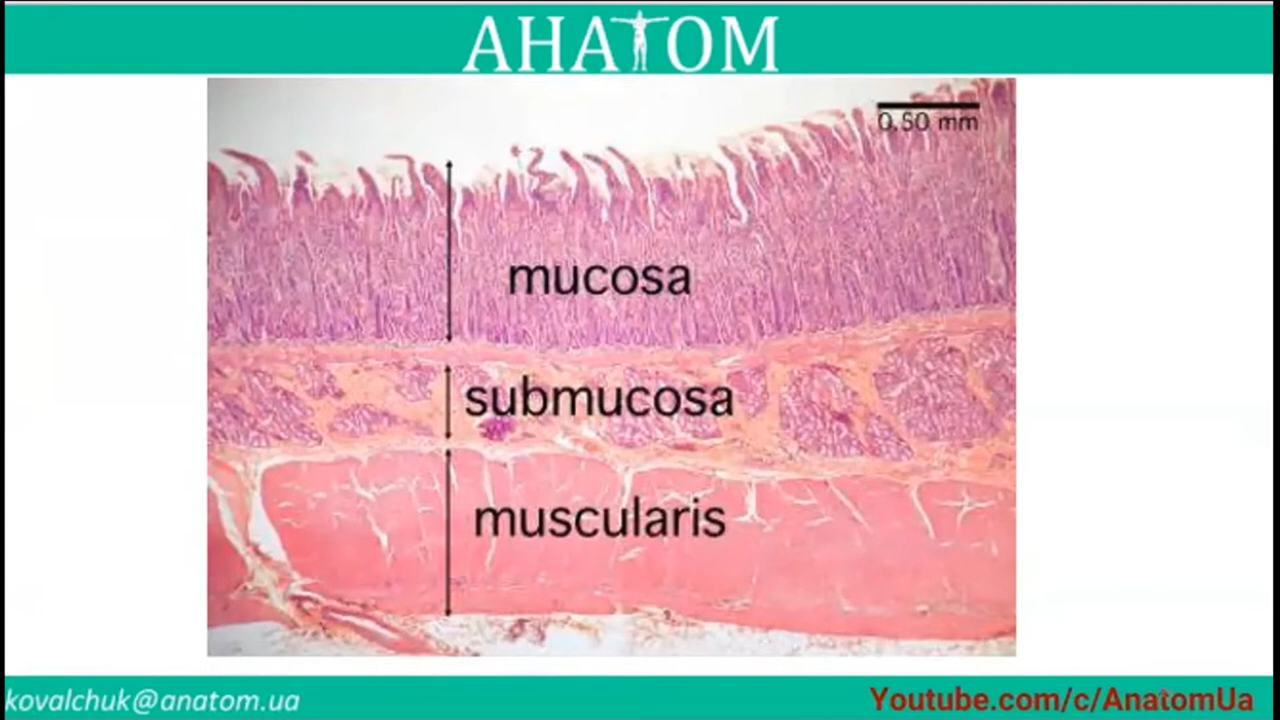 АНАТОМ
0.50 mm
mucosa
submucosa
muscularis
kovalchuk@anatom.ua
Youtube.com/c/AnatomUa